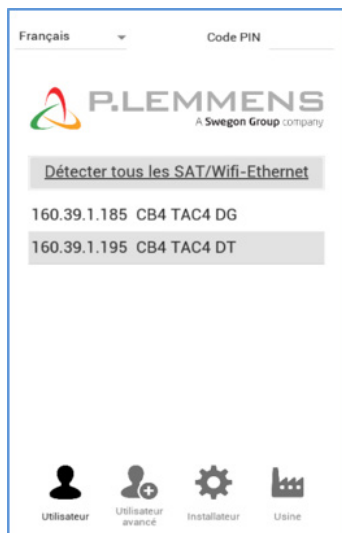 Français Code PIN
P.LEMMENS
A Swegon Group company
Détecter tous les SAT/Wifi-Ethernet
160.39.1.185 CB4 TAC4 DG
160.39.1.195 CB4 TAC4 DT
Utilisateur
Utilisateur
avancé
Installateur
Usine